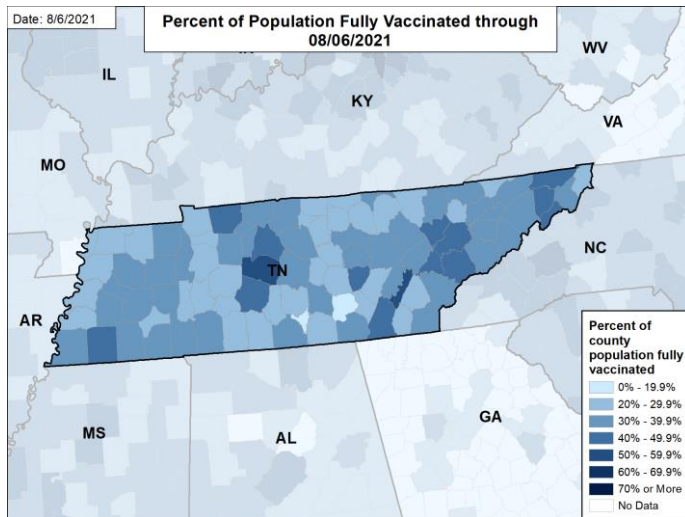 Date: 8/6/2021
Percent of Population Fully Vaccinated through
08/06/2021
IL
WV
KY
VA
MO
TN
NC
AR
MS
AL
GA
Percent of
county
population fully
vaccinated
0% - 19.9%
20% - 29.9%
30% - 39.9%
40% - 49.9%
50% - 59.9%
60% - 69.9%
70% or More
No Data